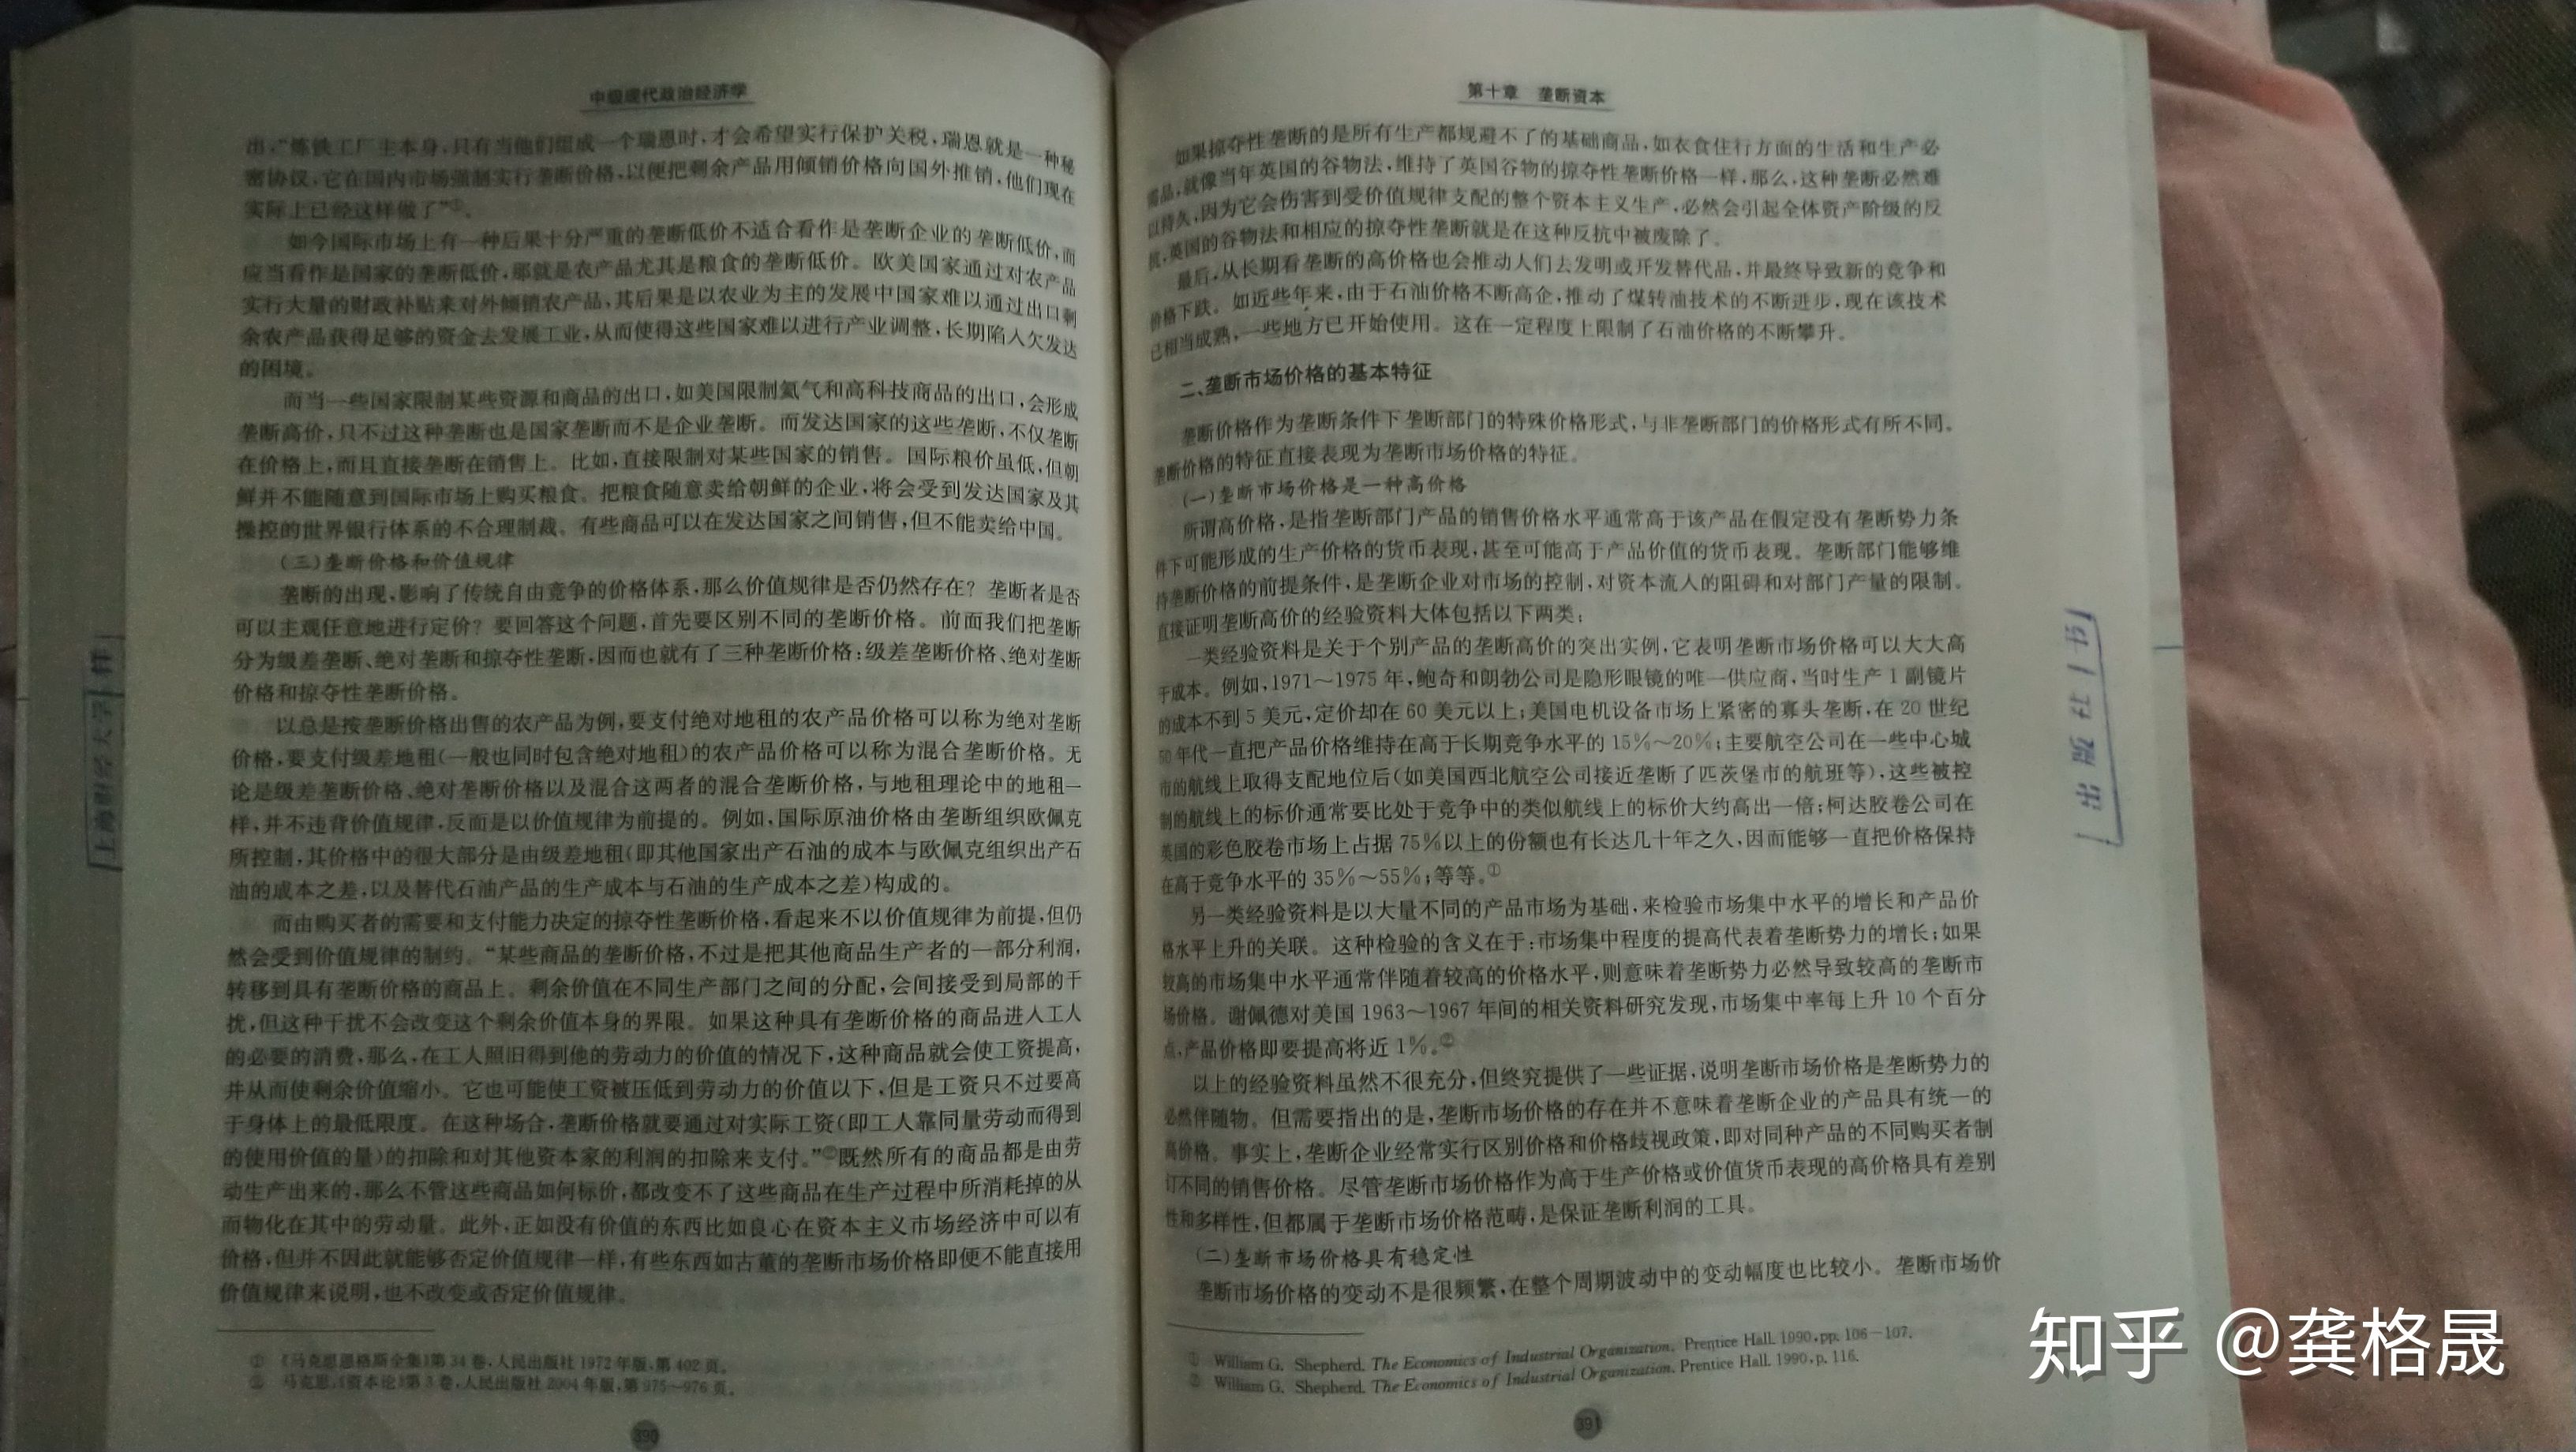 中级现代政治经济学
出,“炼铁工厂主本身,只有当他们组成一个瑞恩时,才会希望实行保护关税,瑞恩就是一种秘
密协议,它在国内市场强制实行垄断价格,以便把剩余产品用倾销价格向国外推销,他们现在
实际上已经这样做了”①。
如今国际市场上有一种后果十分严重的垄断低价不适合看作是垄断企业的垄断低价,而
应当看作是国家的垄断低价,那就是农产品尤其是粮食的垄断低价。欧美国家通过对农产品
实行大量的财政补贴来对外倾销农产品,其后果是以农业为主的发展中国家难以通过出口剩
余农产品获得足够的资金去发展工业,从而使得这些国家难以进行产业调整,长期陷入欠发达
的困境。
而当一些国家限制某些资源和商品的出口,如美国限制氦气和高科技商品的出口,会形成
垄断高价,只不过这种垄断也是国家垄断而不是企业垄断。而发达国家的这些垄断,不仅垄断
在价格上,而且直接垄断在销售上。比如,直接限制对某些国家的销售。国际粮价虽低,但朝
鲜并不能随意到国际市场上购买粮食。把粮食随意卖给朝鲜的企业,将会受到发达国家及其
操控的世界银行体系的不合理制裁。有些商品可以在发达国家之间销售,但不能卖给中国。
(三)垄断价格和价值规律
垄断的出现,影响了传统自由竞争的价格体系,那么价值规律是否仍然存在？垄断者是否
可以主观任意地进行定价？要回答这个问题,首先要区别不同的垄断价格。前面我们把垄断
分为级差垄断、绝对垄断和掠夺性垄断,因而也就有了三种垄断价格:级差垄断价格、绝对垄断
价格和掠夺性垄断价格。
以总是按垄断价格出售的农产品为例,要支付绝对地租的农产品价格可以称为绝对垄断
价格,要支付级差地租(一般也同时包含绝对地租)的农产品价格可以称为混合垄断价格。无
论是级差垄断价格、绝对垄断价格以及混合这两者的混合垄断价格,与地租理论中的地租一
样,并不违背价值规律,反而是以价值规律为前提的。例如,国际原油价格由垄断组织欧佩克
所控制,其价格中的很大部分是由级差地租(即其他国家出产石油的成本与欧佩克组织出产石
油的成本之差,以及替代石油产品的生产成本与石油的生产成本之差)构成的。
而由购买者的需要和支付能力决定的掠夺性垄断价格,看起来不以价值规律为前提,但仍
然会受到价值规律的制约。“某些商品的垄断价格,不过是把其他商品生产者的一部分利润,
转移到具有垄断价格的商品上。剩余价值在不同生产部门之间的分配,会间接受到局部的干
扰,但这种干扰不会改变这个剩余价值本身的界限。如果这种具有垄断价格的商品进入工人
的必要的消费,那么,在工人照旧得到他的劳动力的价值的情况下,这种商品就会使工资提高,
并从而使剩余价值缩小。它也可能使工资被压低到劳动力的价值以下,但是工资只不过要高
于身体上的最低限度。在这种场合,垄断价格就要通过对实际工资(即工人靠同量劳动而得到
的使用价值的量)的扣除和对其他资本家的利润的扣除来支付。”②既然所有的商品都是由劳
动生产出来的,那么不管这些商品如何标价,都改变不了这些商品在生产过程中所消耗掉的从
而物化在其中的劳动量。此外,正如没有价值的东西比如良心在资本主义市场经济中可以有
价格,但并不因此就能够否定价值规律一样,有些东西如古董的垄断市场价格即便不能直接用
价值规律来说明,也不改变或否定价值规律。
① 《马克思恩格斯全集》第34卷,人民出版社1972年版,第402页。
② 马克思:《资本论》第3卷,人民出版社2004年版,第975～976页。
390
第十章 垄断资本
如果掠夺性垄断的是所有生产都规避不了的基础商品,如衣食住行方面的生活和生产必
需品,就像当年英国的谷物法,维持了英国谷物的掠夺性垄断价格一样,那么,这种垄断必然难
以持久,因为它会伤害到受价值规律支配的整个资本主义生产,必然会引起全体资产阶级的反
抗,英国的谷物法和相应的掠夺性垄断就是在这种反抗中被废除了。
最后,从长期看垄断的高价格也会推动人们去发明或开发替代品,并最终导致新的竞争和
价格下跌。如近些年来,由于石油价格不断高企,推动了煤转油技术的不断进步,现在该技术
已相当成熟,一些地方已开始使用。这在一定程度上限制了石油价格的不断攀升。
二、垄断市场价格的基本特征
垄断价格作为垄断条件下垄断部门的特殊价格形式,与非垄断部门的价格形式有所不同。
垄断价格的特征直接表现为垄断市场价格的特征。
(一)垄断市场价格是一种高价格
所谓高价格,是指垄断部门产品的销售价格水平通常高于该产品在假定没有垄断势力条
件下可能形成的生产价格的货币表现,甚至可能高于产品价值的货币表现。垄断部门能够维
持垄断价格的前提条件,是垄断企业对市场的控制,对资本流入的阻碍和对部门产量的限制。
直接证明垄断高价的经验资料大体包括以下两类:
一类经验资料是关于个别产品的垄断高价的突出实例,它表明垄断市场价格可以大大高
于成本。例如,1971～1975年,鲍奇和朗勃公司是隐形眼镜的唯一供应商,当时生产1副镜片
的成本不到5美元,定价却在60美元以上;美国电机设备市场上紧密的寡头垄断,在20世纪
50年代一直把产品价格维持在高于长期竞争水平的15%～20%;主要航空公司在一些中心城
市的航线上取得支配地位后(如美国西北航空公司接近垄断了匹茨堡市的航班等),这些被控
制的航线上的标价通常要比处于竞争中的类似航线上的标价大约高出一倍;柯达胶卷公司在
美国的彩色胶卷市场上占据75%以上的份额也有长达几十年之久,因而能够一直把价格保持
在高于竞争水平的35%～55%;等等。①
另一类经验资料是以大量不同的产品市场为基础,来检验市场集中水平的增长和产品价
格水平上升的关联。这种检验的含义在于:市场集中程度的提高代表着垄断势力的增长;如果
较高的市场集中水平通常伴随着较高的价格水平,则意味着垄断势力必然导致较高的垄断市
场价格。谢佩德对美国1963～1967年间的相关资料研究发现,市场集中率每上升10个百分
点,产品价格即要提高将近1%。②
以上的经验资料虽然不很充分,但终究提供了一些证据,说明垄断市场价格是垄断势力的
必然伴随物。但需要指出的是,垄断市场价格的存在并不意味着垄断企业的产品具有统一的
高价格。事实上,垄断企业经常实行区别价格和价格歧视政策,即对同种产品的不同购买者制
订不同的销售价格。尽管垄断市场价格作为高于生产价格或价值货币表现的高价格具有差别
性和多样性,但都属于垄断市场价格范畴,是保证垄断利润的工具。
(二)垄断市场价格具有稳定性
垄断市场价格的变动不是很频繁,在整个周期波动中的变动幅度也比较小。垄断市场价
① William G. Shepherd. The Economics of Industrial Organization. Prentice Hall. 1990,pp. 106－107.
② William G. Shepherd. The Economics of Industrial Organization. Prentice Hall. 1990,p. 116.
391
知乎 @龚格晟